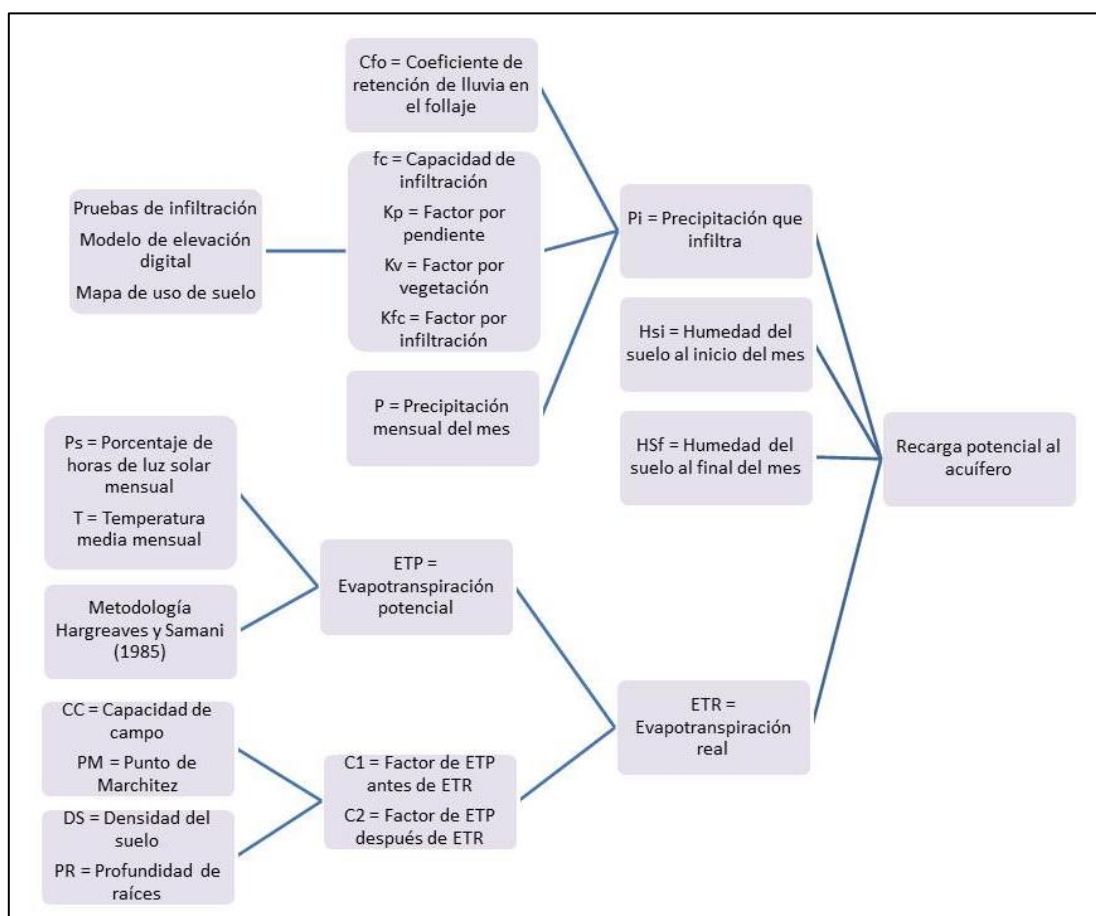 Cfo = Coeficiente de
retención de lluvia en
el follaje
fc = Capacidad de
infiltración
Kp = Factor por
pendiente
Kv = Factor por
vegetación
Kfc = Factor por
infiltración
Pruebas de infiltración
Modelo de elevación
digital
Mapa de uso de suelo
P = Precipitación
mensual del mes
Pi = Precipitación que
infiltra
Hsi = Humedad del
suelo al inicio del mes
HSf = Humedad del
suelo al final del mes
Recarga potencial al
acuífero
Ps = Porcentaje de
horas de luz solar
mensual
T = Temperatura
media mensual
Metodología
Hargreaves y Samani
(1985)
ETP =
Evapotranspiración
potencial
CC = Capacidad de
campo
PM = Punto de
Marchitez
DS = Densidad del
suelo
PR = Profundidad de
raíces
C1 = Factor de ETP
antes de ETR
C2 = Factor de ETP
después de ETR
ETR =
Evapotranspiración
real